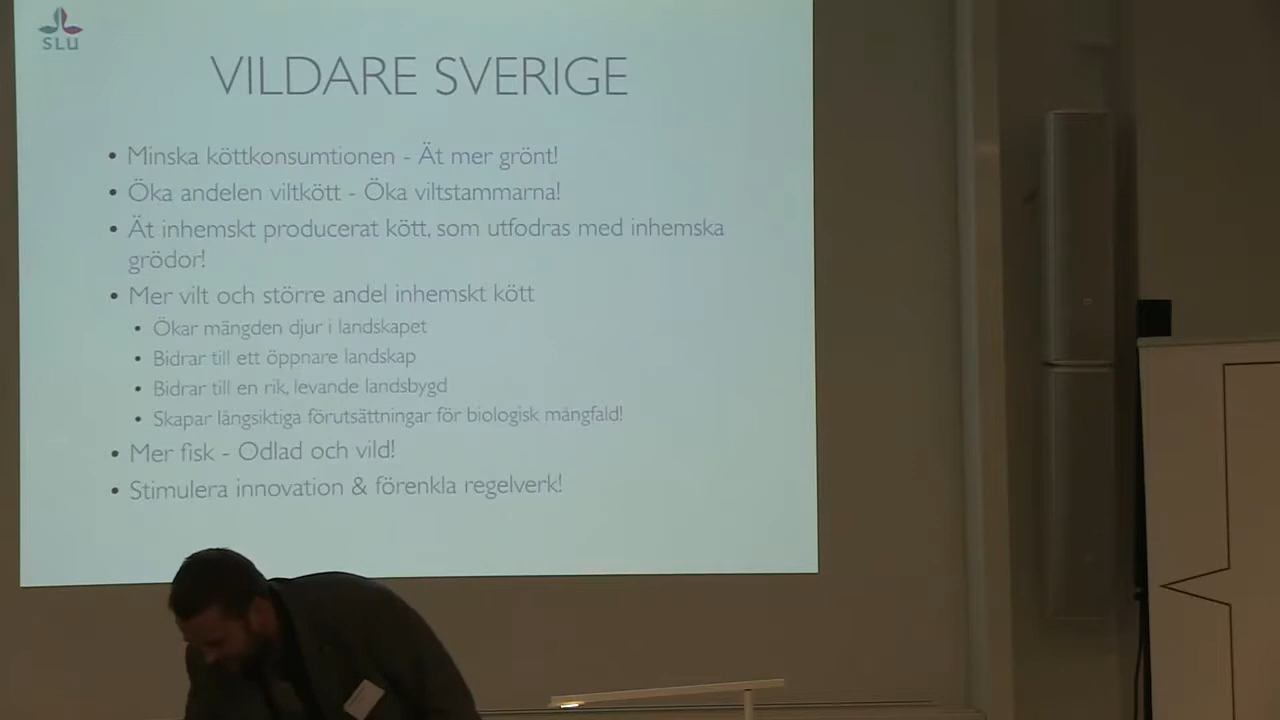 SLU
VILDARE SVERIGE
• Minska köttkonsumtionen - Ät mer grönt!
• Öka andelen viltkött - Öka viltstammarna!
• Ät inhemskt producerat kött, som utfodras med inhemska
grödor!
• Mer vilt och större andel inhemskt kött
• Ökar mängden djur i landskapet
• Bidrar till ett öppnare landskap
• Bidrar till en rik, levande landsbygd
• Skapar långsiktiga förutsättningar för biologisk mångfald!
• Mer fisk - Odlad och vild!
• Stimulera innovation & förenkla regelverk!